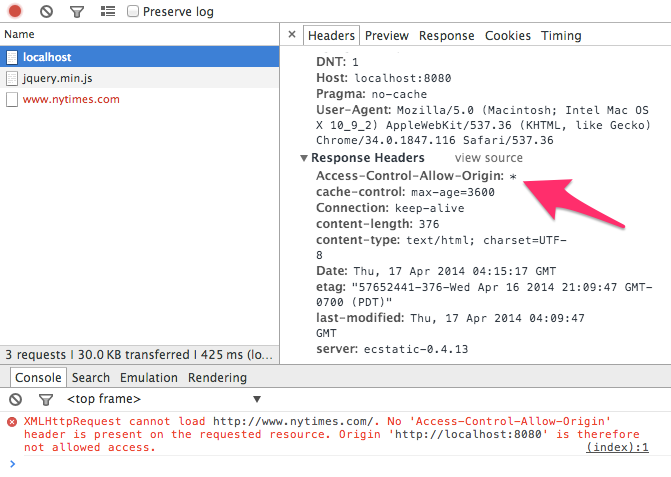 Preserve log
Name
× Headers Preview Response Cookies Timing
localhost
jquery.min.js
www.nytimes.com
DNT: 1
Host: localhost:8080
Pragma: no-cache
User-Agent: Mozilla/5.0 (Macintosh; Intel Mac OS
X 10_9_2) AppleWebKit/537.36 (KHTML, like Gecko)
Chrome/34.0.1847.116 Safari/537.36
▼ Response Headers view source
Access-Control-Allow-Origin: *
cache-control: max-age=3600
Connection: keep-alive
content-length: 376
content-type: text/html; charset=UTF-
8
Date: Thu, 17 Apr 2014 04:15:17 GMT
etag: "57652441-376-Wed Apr 16 2014 21:09:47 GMT-
0700 (PDT)"
last-modified: Thu, 17 Apr 2014 04:09:47
GMT
server: ecstatic-0.4.13
3 requests | 30.0 KB transferred | 425 ms (lo...
Console Search Emulation Rendering
<top frame> ▼
XMLHttpRequest cannot load http://www.nytimes.com/. No 'Access-Control-Allow-Origin'
header is present on the requested resource. Origin 'http://localhost:8080' is therefore
not allowed access. (index):1
>